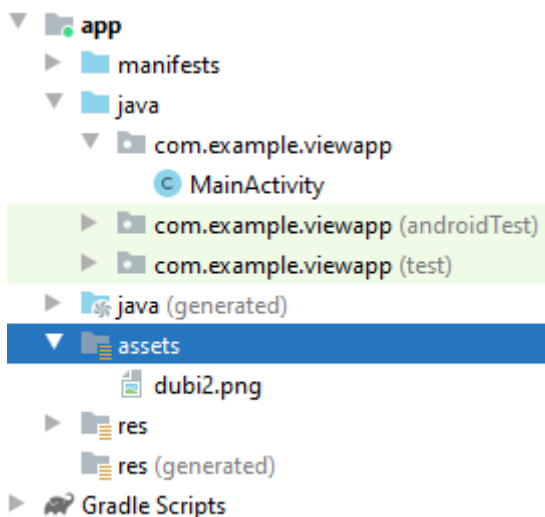 app
manifests
java
com.example.viewapp
C MainActivity
com.example.viewapp (androidTest)
com.example.viewapp (test)
java (generated)
assets
dubi2.png
res
res (generated)
Gradle Scripts